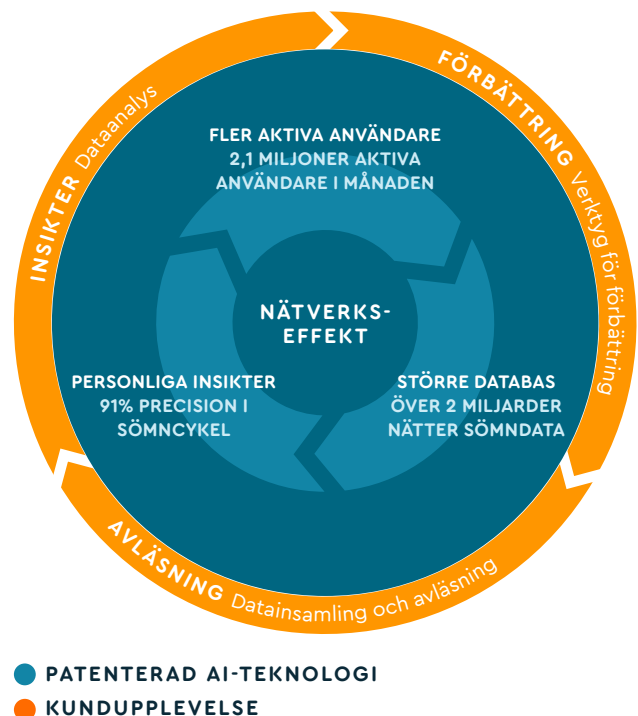 INSIKTER Dataanalys
FÖRBÄTTRING Verktyg för förbättring
FLER AKTIVA ANVÄNDARE
2,1 MILJONER AKTIVA
ANVÄNDARE I MÅNADEN
NÄTVERKS-
EFFEKT
PERSONLIGA INSIKTER
91% PRECISION I
SÖMNCYKEL
STÖRRE DATABAS
ÖVER 2 MILJARDER
NÄTTER SÖMNDATA
AVLÄSNING Datainsamling och avläsning
PATENTERAD AI-TEKNOLOGI
KUNDUPPLEVELSE